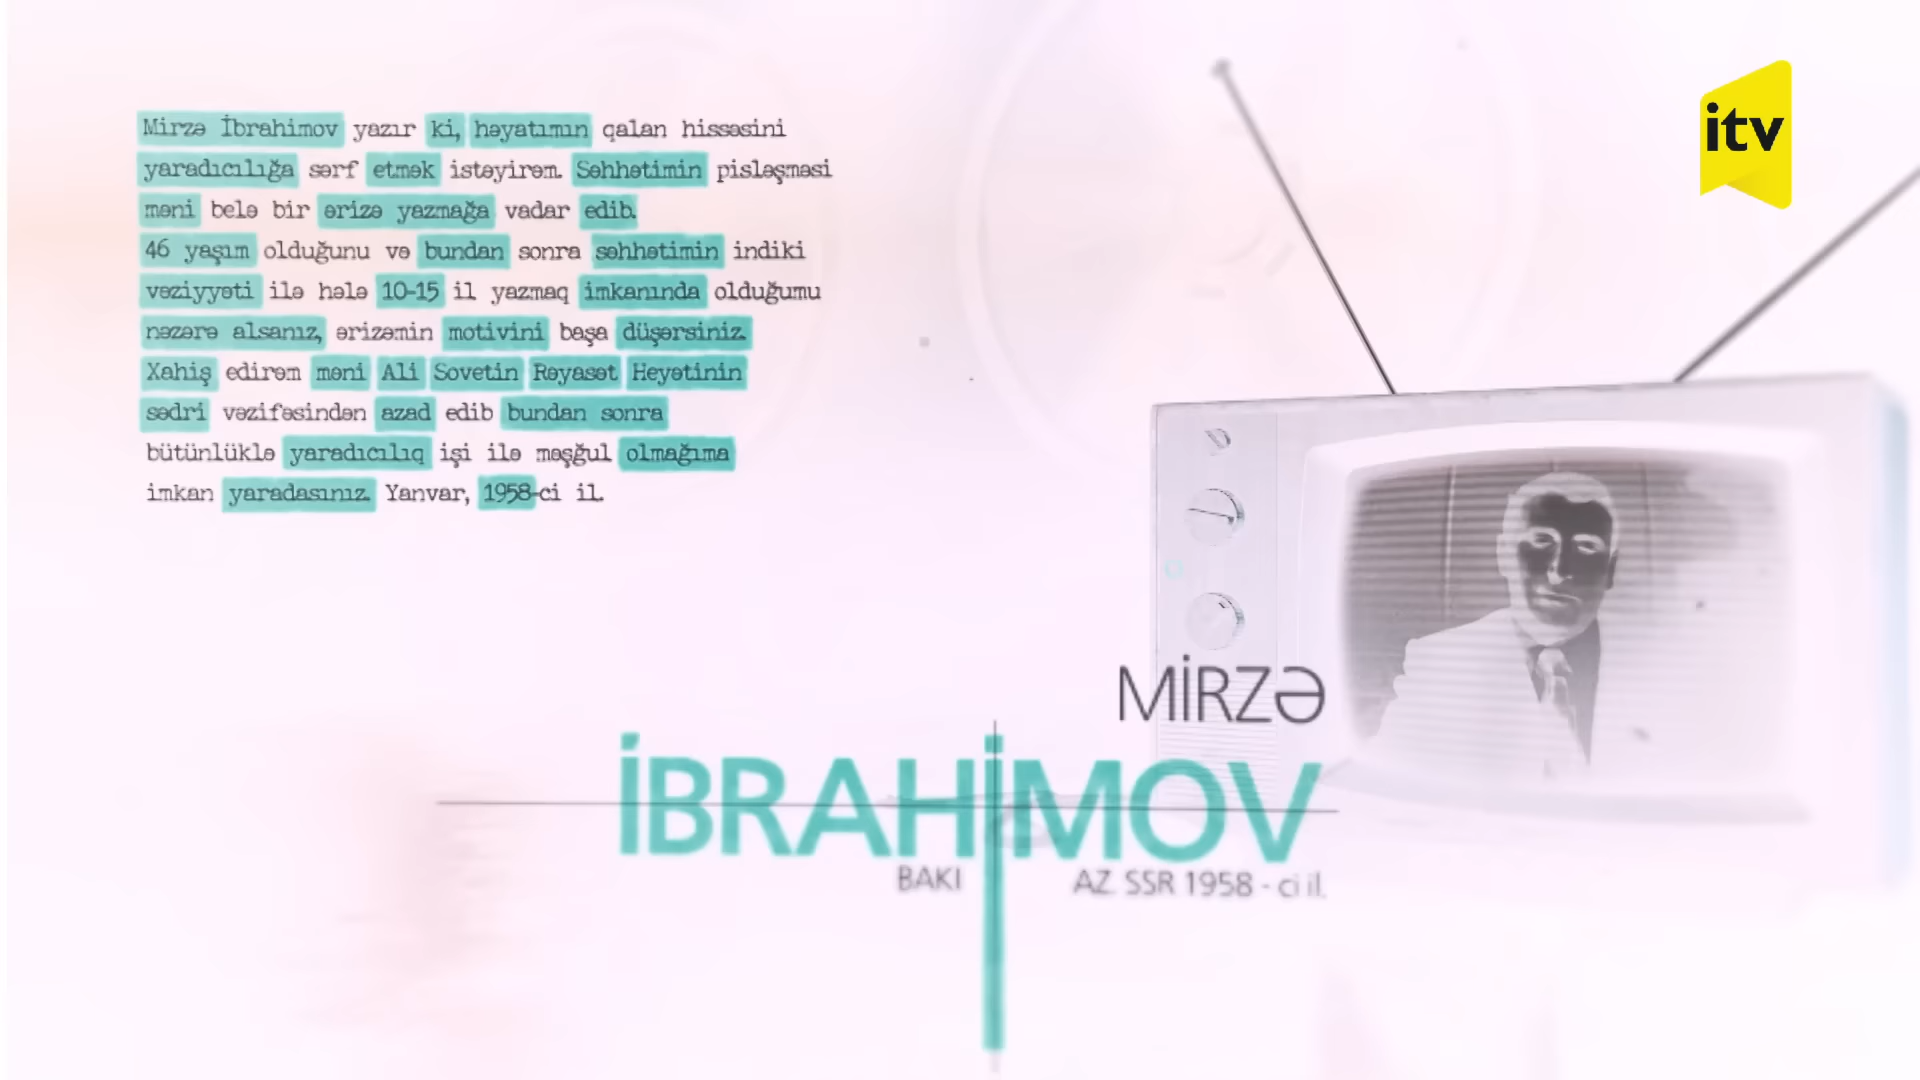 Mirzə İbrahimov yazır ki, həyatımın qalan hissəsini
yaradıcılığa sərf etmək istəyirəm. Səhhətimin pisləşməsi
məni belə bir ərizə yazmağa vadar edib.
46 yaşım olduğunu və bundan sonra səhhətimin indiki
vəziyyəti ilə hələ 10-15 il yazmaq imkanında olduğumu
nəzərə alsanız, ərizəmin motivini başa düşərsiniz.
Xahiş edirəm məni Ali Sovetin Rəyasət Heyətinin
sədri vəzifəsindən azad edib bundan sonra
bütünlüklə yaradıcılıq işi ilə məşğul olmağıma
imkan yaradasınız. Yanvar, 1958-ci il.
itv
MİRZƏ
İBRAHİMOV
BAKI AZ SSR 1958 - ci il.